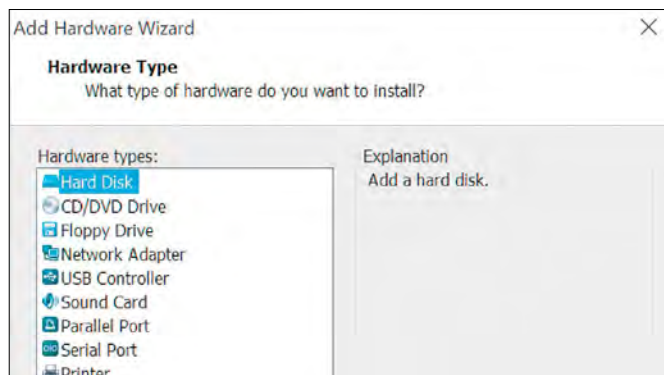 Add Hardware Wizard
Hardware Type
What type of hardware do you want to install?
Hardware types:
Hard Disk
CD/DVD Drive
Floppy Drive
Network Adapter
USB Controller
Sound Card
Parallel Port
Serial Port
Printer
Explanation
Add a hard disk.